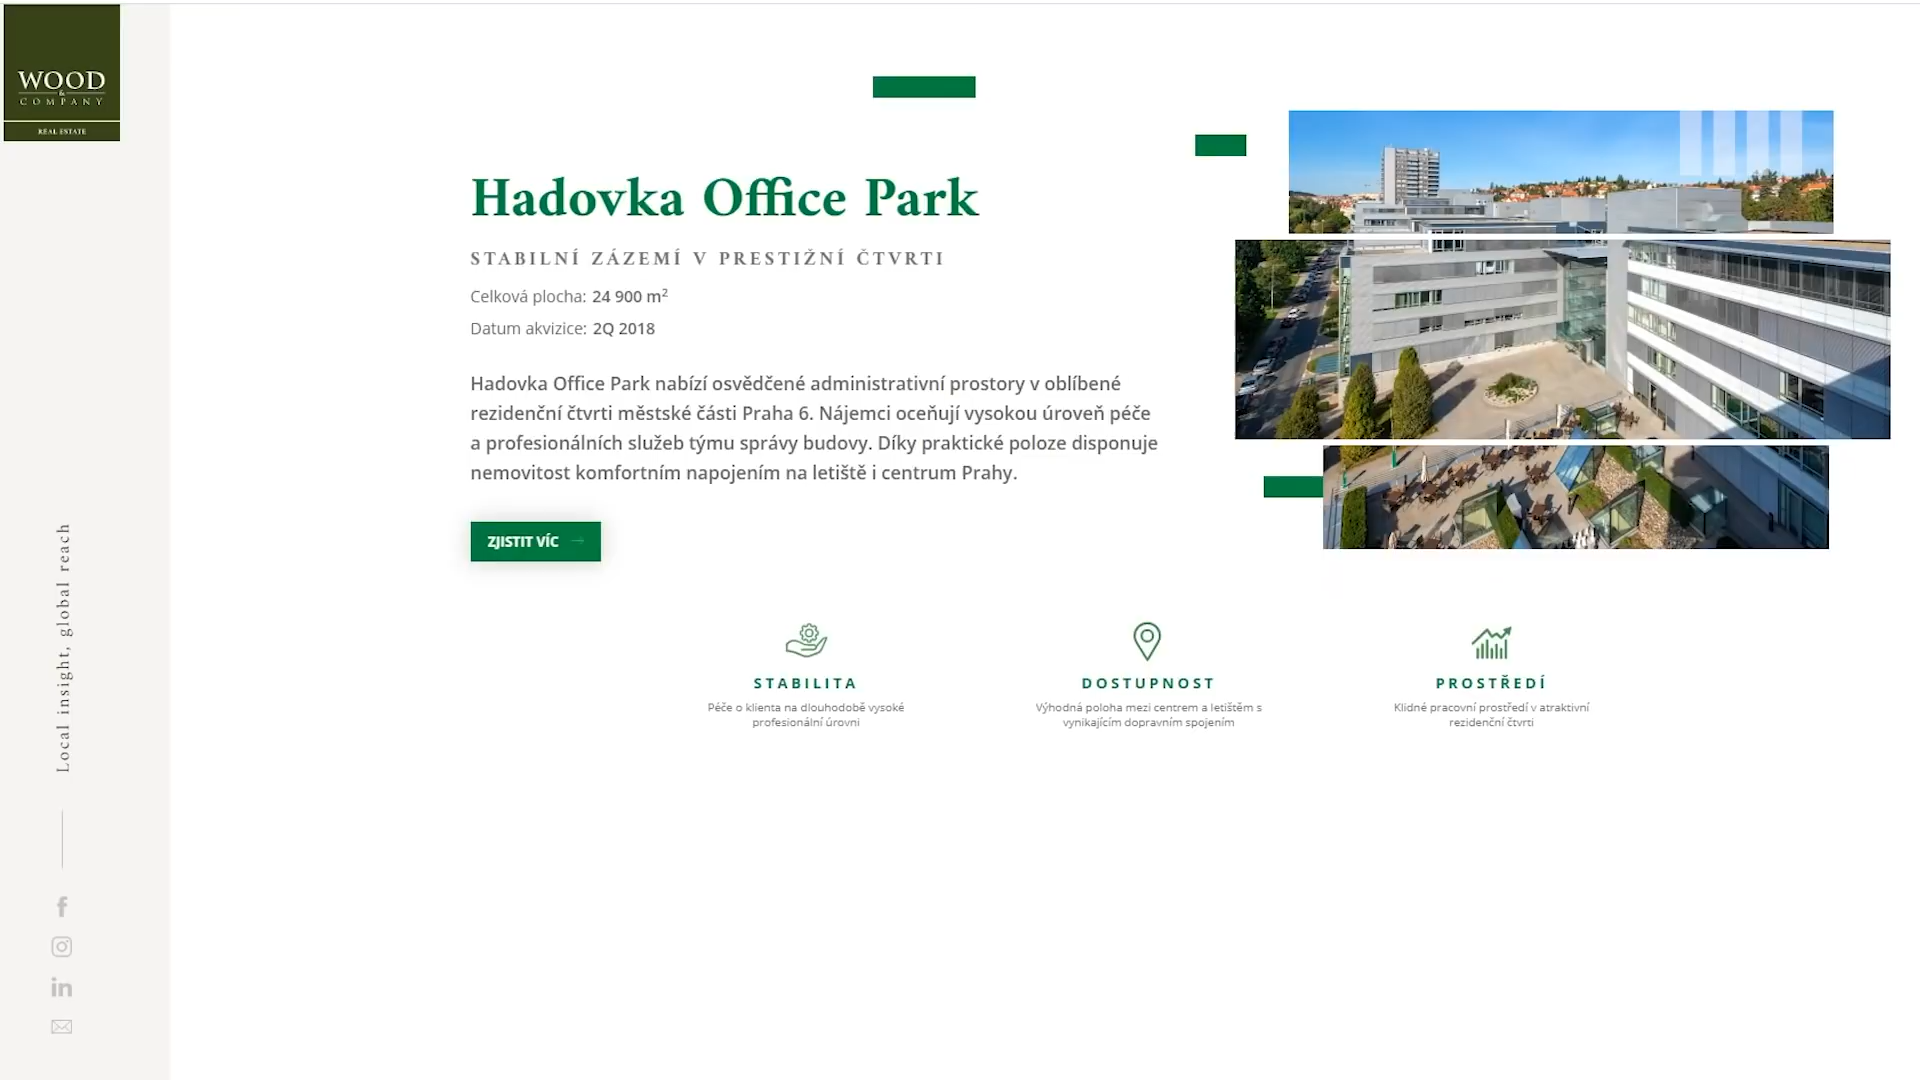 WOOD
&
COMPANY
REAL ESTATE
Local insight, global reach
Hadovka Office Park
STABILNÍ ZÁZEMÍ V PRESTIŽNÍ ČTVRTI
Celková plocha: 24 900 m²
Datum akvizice: 2Q 2018
Hadovka Office Park nabízí osvědčené administrativní prostory v oblíbené
rezidenční čtvrti městské části Praha 6. Nájemci oceňují vysokou úroveň péče
a profesionálních služeb týmu správy budovy. Díky praktické poloze disponuje
nemovitost komfortním napojením na letiště i centrum Prahy.
ZJISTIT VÍC →
STABILITA
Péče o klienta na dlouhodobě vysoké
profesionální úrovni
DOSTUPNOST
Výhodná poloha mezi centrem a letištěm s
vynikajícím dopravním spojením
PROSTŘEDÍ
Klidné pracovní prostředí v atraktivní
rezidenční čtvrti